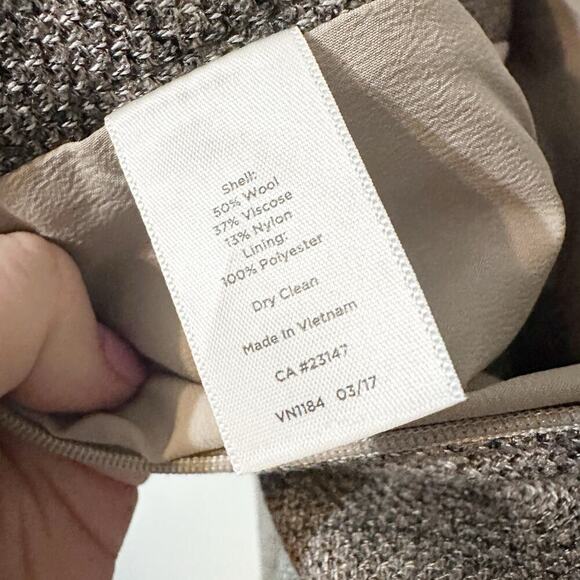 Shell:
50% Wool
37% Viscose
13% Nylon
Lining:
100% Polyester
Dry Clean
Made In Vietnam
CA #23147
VN1184 03/17